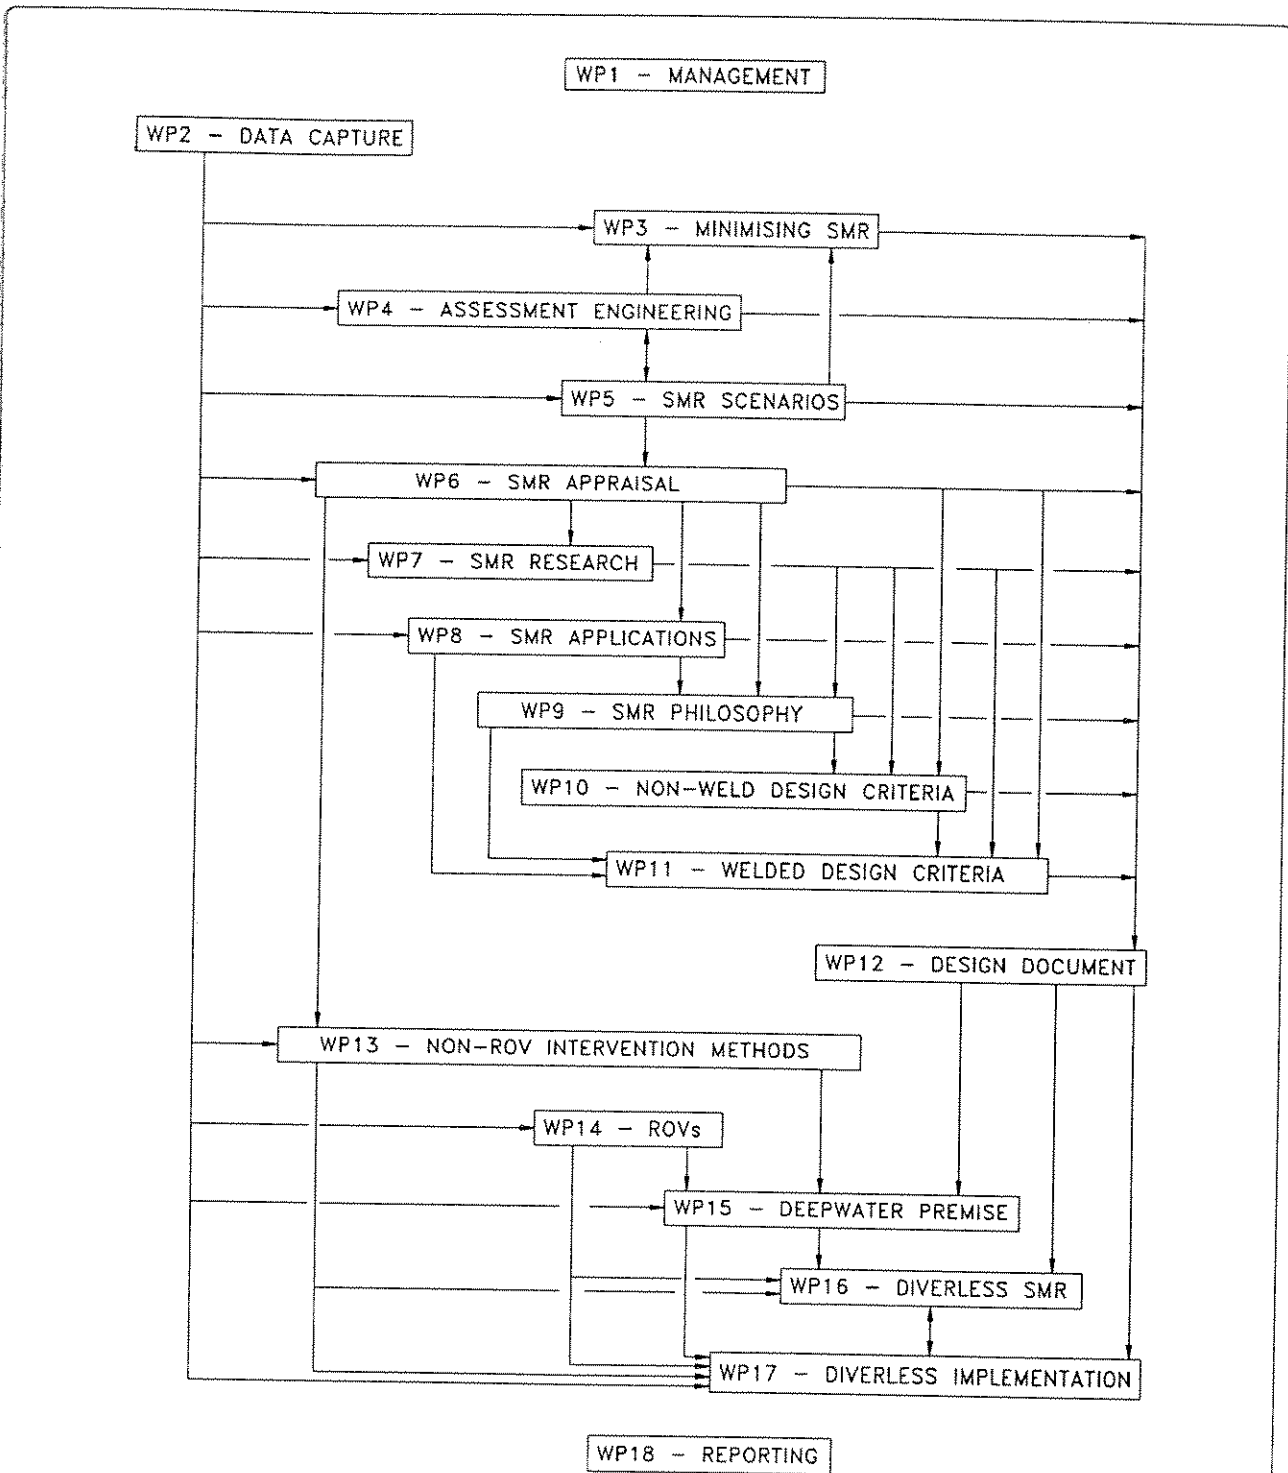 WP1 - MANAGEMENT
WP2 - DATA CAPTURE
WP3 - MINIMISING SMR
WP4 - ASSESSMENT ENGINEERING
WP5 - SMR SCENARIOS
WP6 - SMR APPRAISAL
WP7 - SMR RESEARCH
WP8 - SMR APPLICATIONS
WP9 - SMR PHILOSOPHY
WP10 - NON-WELD DESIGN CRITERIA
WP11 - WELDED DESIGN CRITERIA
WP12 - DESIGN DOCUMENT
WP13 - NON-ROV INTERVENTION METHODS
WP14 - ROVs
WP15 - DEEPWATER PREMISE
WP16 - DIVERLESS SMR
WP17 - DIVERLESS IMPLEMENTATION
WP18 - REPORTING